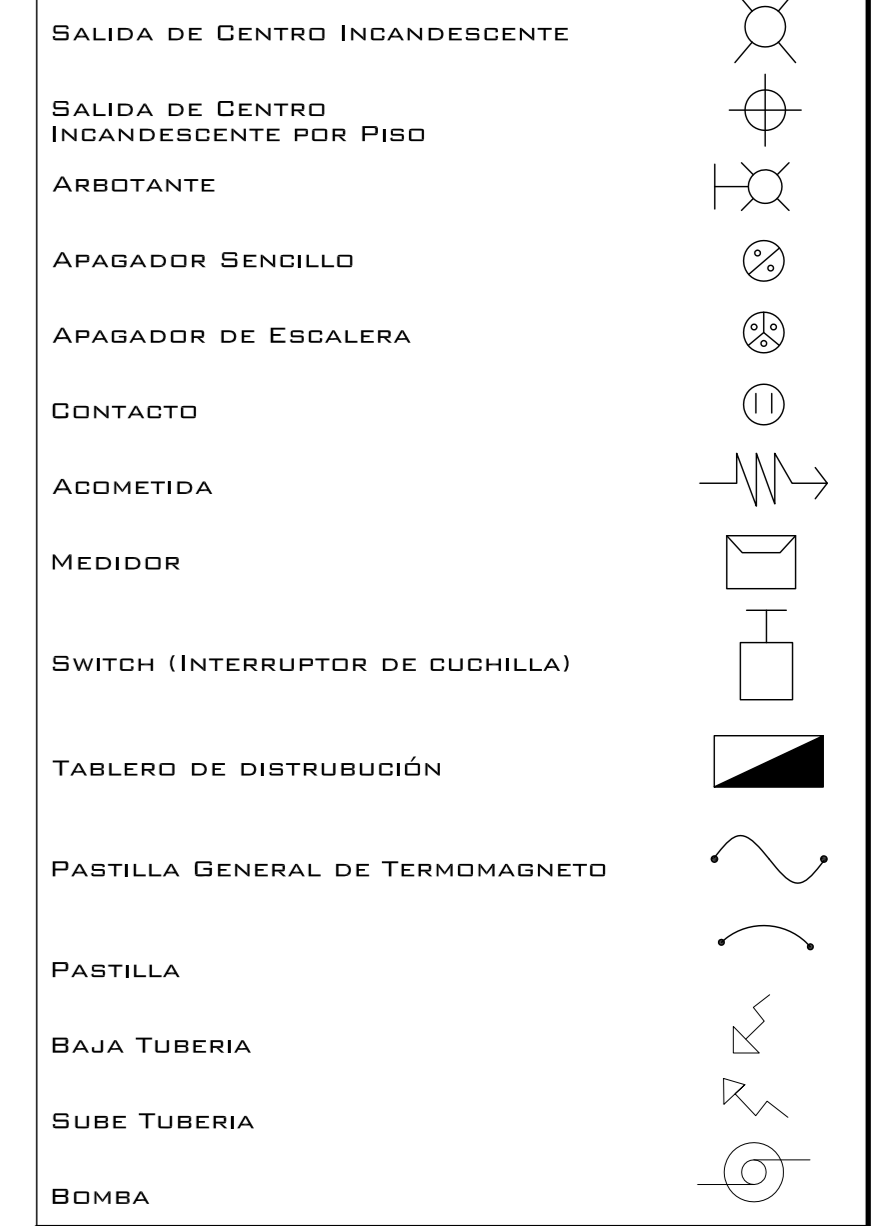 Salida de Centro Incandescente
Salida de Centro
Incandescente por Piso
Arbotante
Apagador Sencillo
Apagador de Escalera
Contacto
Acometida
Medidor
Switch (Interruptor de cuchilla)
Tablero de distrubución
Pastilla General de Termomagneto
Pastilla
Baja Tuberia
Sube Tuberia
Bomba